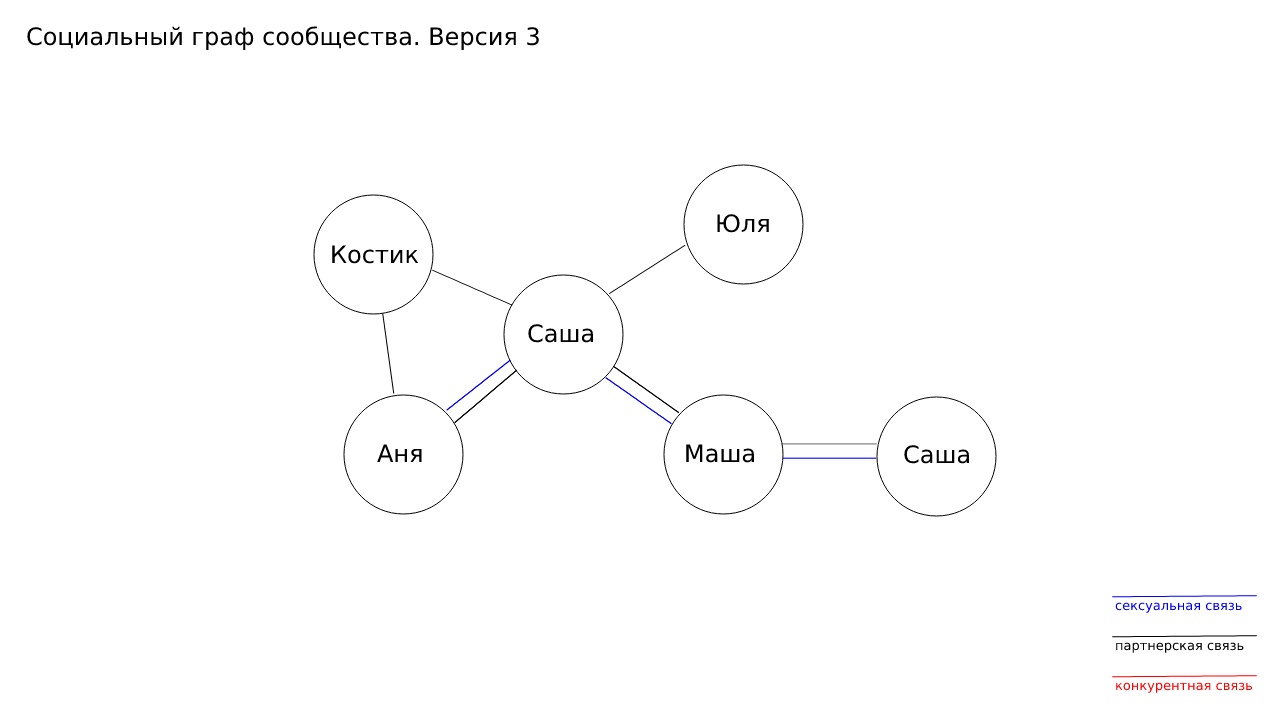 Социальный граф сообщества. Версия 3
Юля
Костик
Саша
Аня
Маша
Саша
сексуальная связь
партнерская связь
конкурентная связь